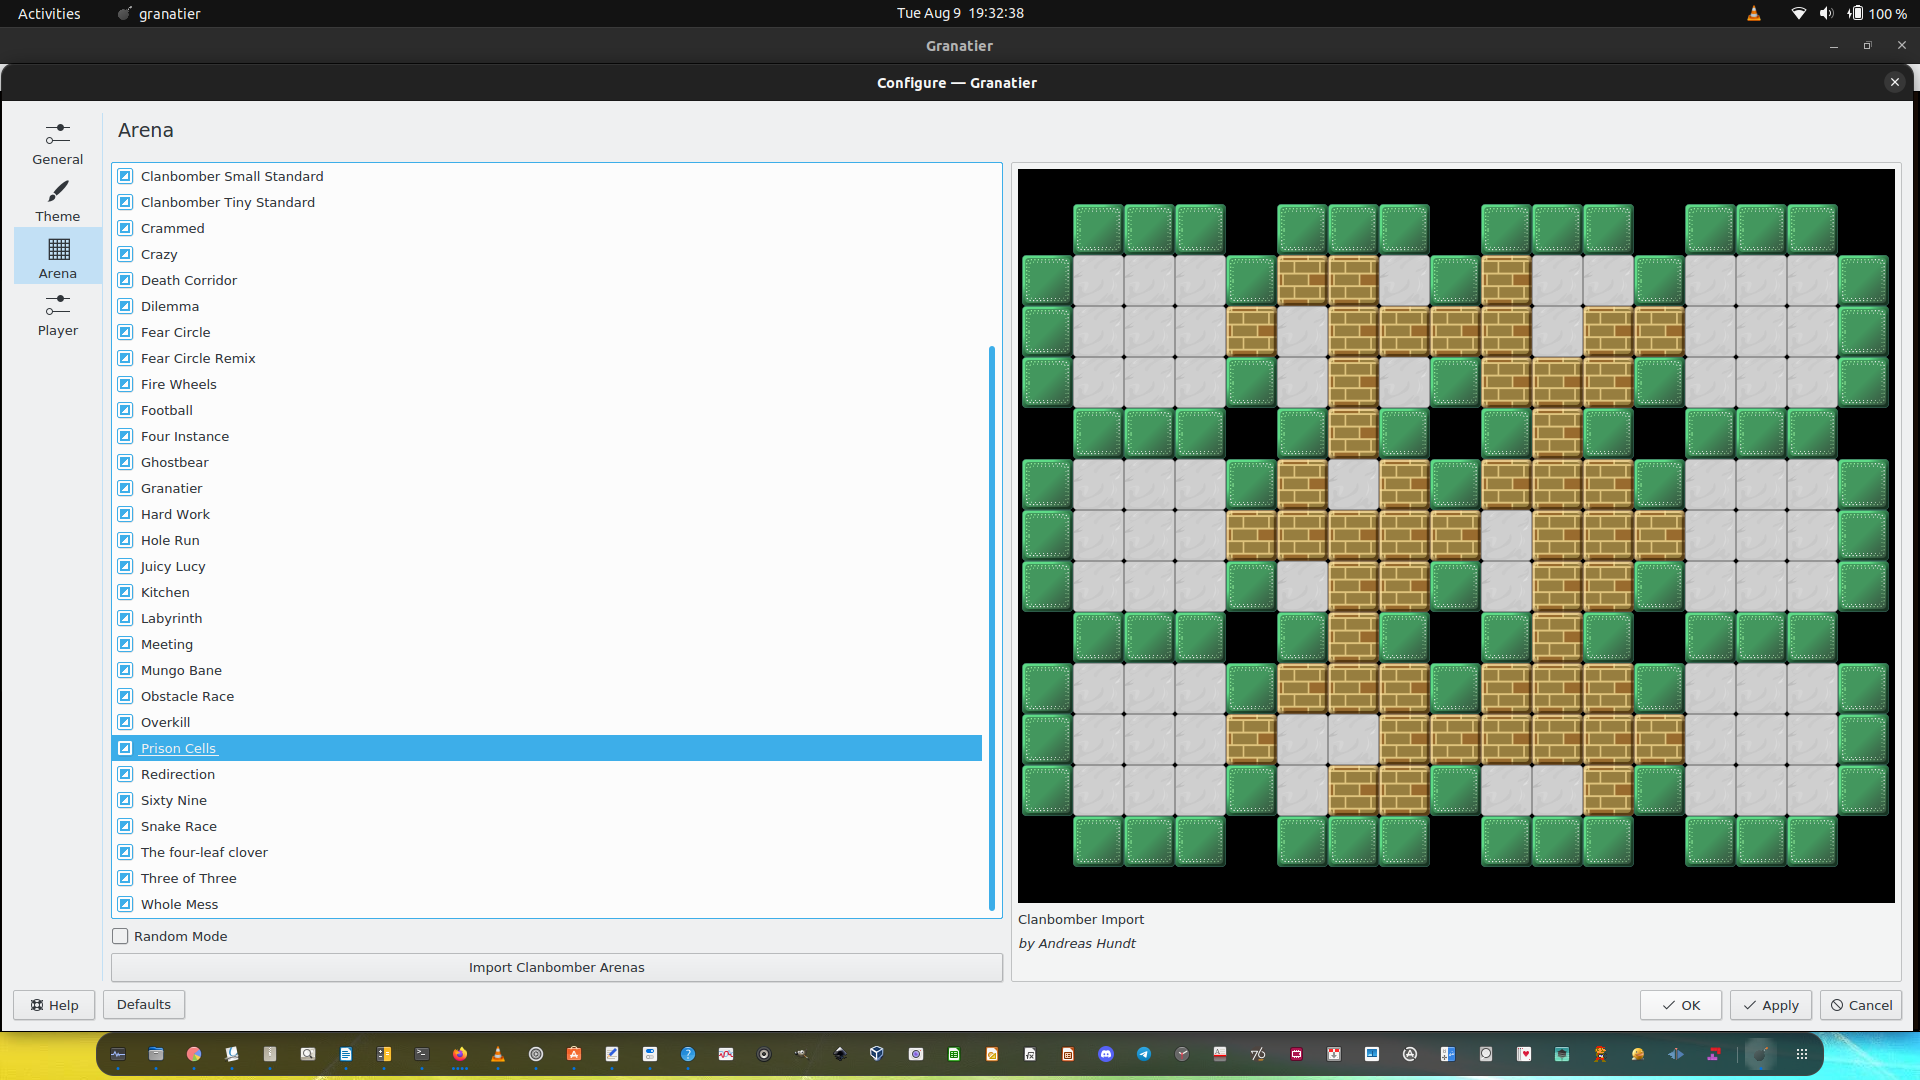 Activities
granatier
Tue Aug 9 19:32:38
100 %
Granatier
Configure — Granatier
General
Theme
Arena
Player
Arena
Clanbomber Small Standard
Clanbomber Tiny Standard
Crammed
Crazy
Death Corridor
Dilemma
Fear Circle
Fear Circle Remix
Fire Wheels
Football
Four Instance
Ghostbear
Granatier
Hard Work
Hole Run
Juicy Lucy
Kitchen
Labyrinth
Meeting
Mungo Bane
Obstacle Race
Overkill
Prison Cells
Redirection
Sixty Nine
Snake Race
The four-leaf clover
Three of Three
Whole Mess
Random Mode
Import Clanbomber Arenas
Clanbomber Import
by Andreas Hundt
Help
Defaults
OK
Apply
Cancel